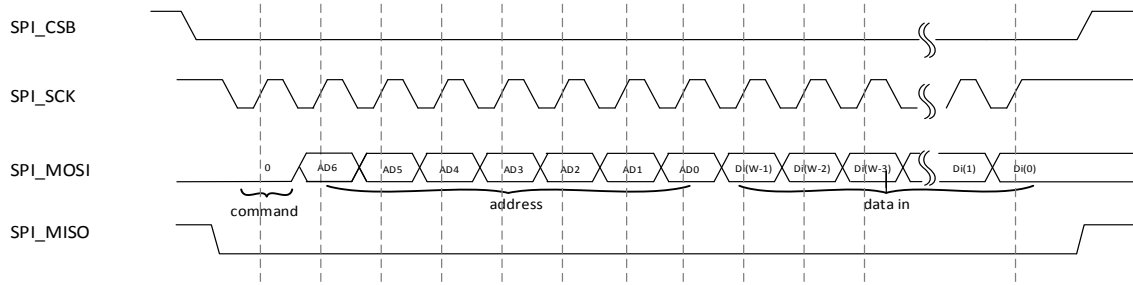 SPI_CSB
SPI_SCK
SPI_MOSI
0 AD6 AD5 AD4 AD3 AD2 AD1 AD0 Di(W-1) Di(W-2) Di(W-3) Di(1) Di(0)
command address data in
SPI_MISO